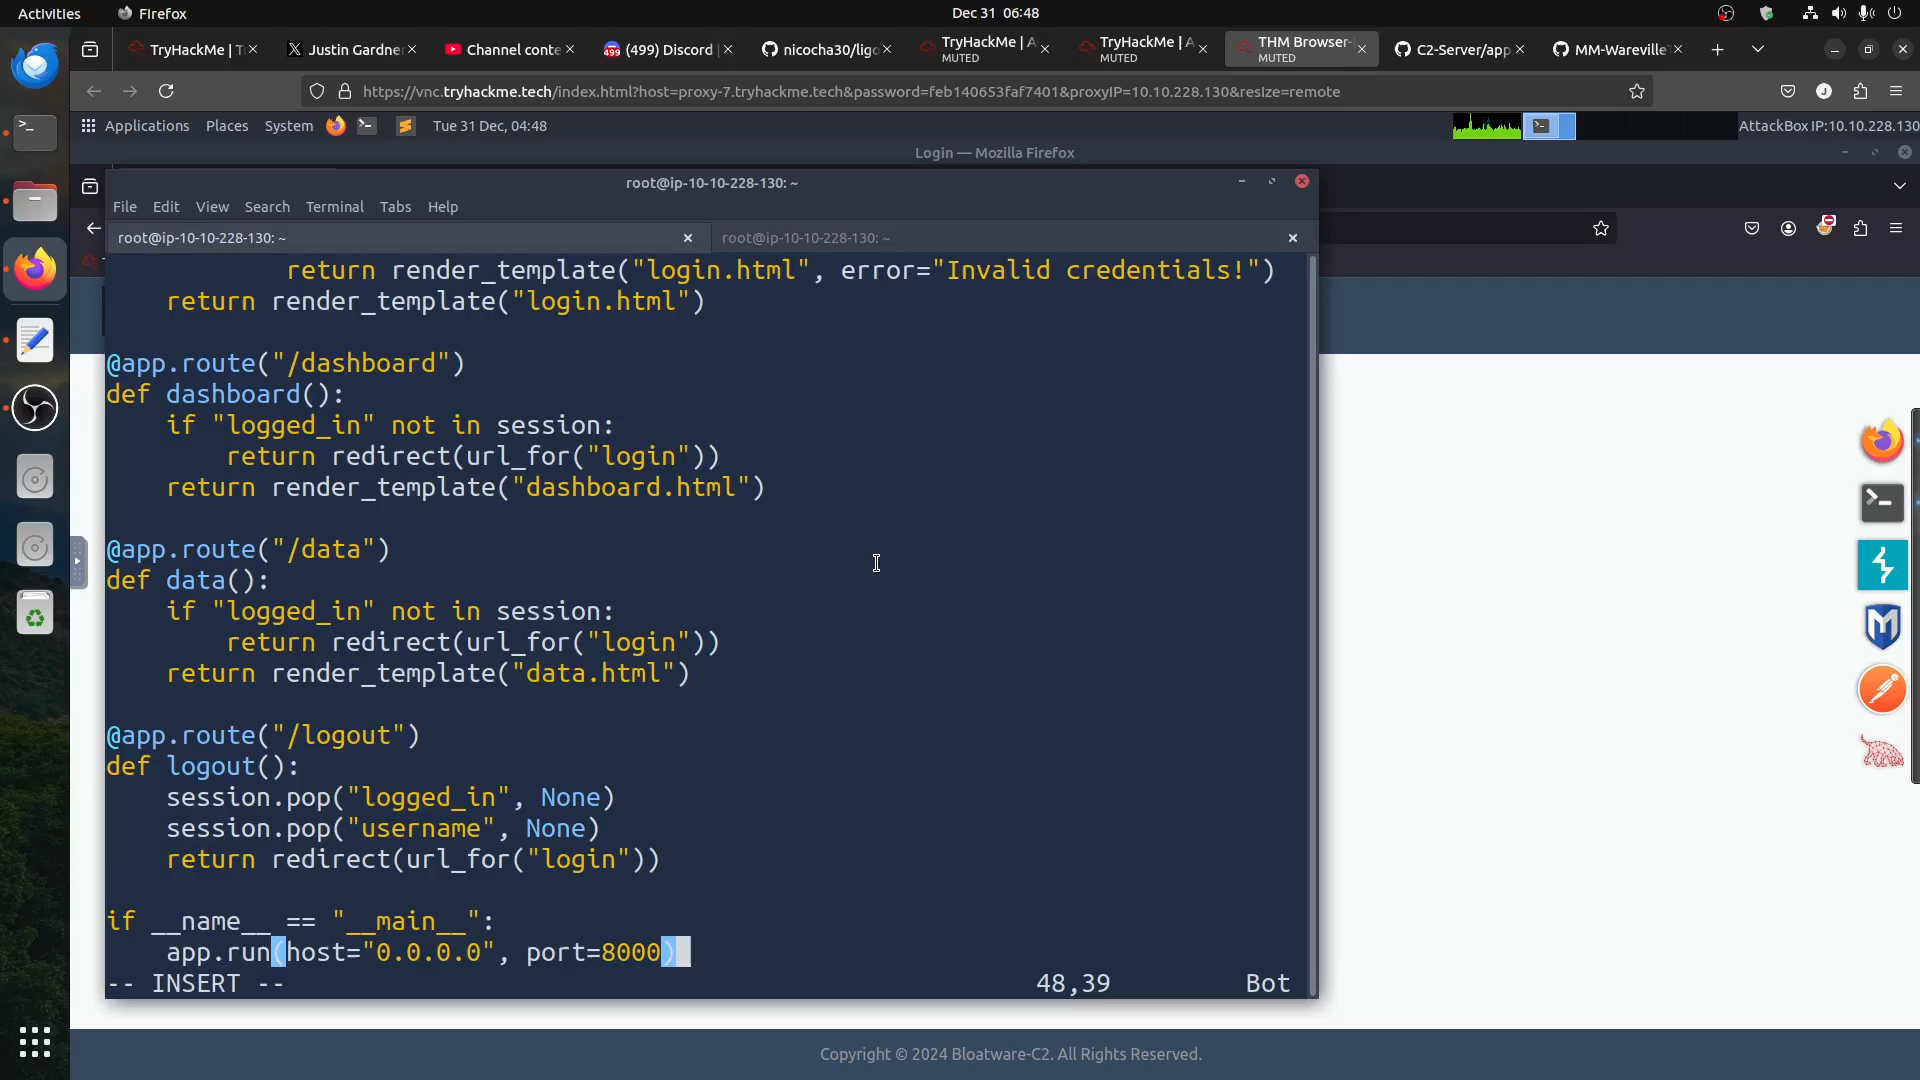 Activities
Firefox
Dec 31 06:48
TryHackMe | T
Justin Gardne
Channel conte
(499) Discord |
nicocha30/ligo
TryHackMe | A
MUTED
TryHackMe | A
MUTED
THM Browser-
MUTED
C2-Server/app
MM-Wareville
https://vnc.tryhackme.tech/index.html?host=proxy-7.tryhackme.tech&password=feb140653faf7401&proxyIP=10.10.228.130&resize=remote
Applications Places System
Tue 31 Dec, 04:48
AttackBox IP:10.10.228.130
Login — Mozilla Firefox
root@ip-10-10-228-130: ~
File Edit View Search Terminal Tabs Help
root@ip-10-10-228-130: ~
root@ip-10-10-228-130: ~
            return render_template("login.html", error="Invalid credentials!")
    return render_template("login.html")
@app.route("/dashboard")
def dashboard():
    if "logged_in" not in session:
        return redirect(url_for("login"))
    return render_template("dashboard.html")
@app.route("/data")
def data():
    if "logged_in" not in session:
        return redirect(url_for("login"))
    return render_template("data.html")
@app.route("/logout")
def logout():
    session.pop("logged_in", None)
    session.pop("username", None)
    return redirect(url_for("login"))
if __name__ == "__main__":
    app.run(host="0.0.0.0", port=8000)
-- INSERT --
48,39
Bot
Copyright © 2024 Bloatware-C2. All Rights Reserved.